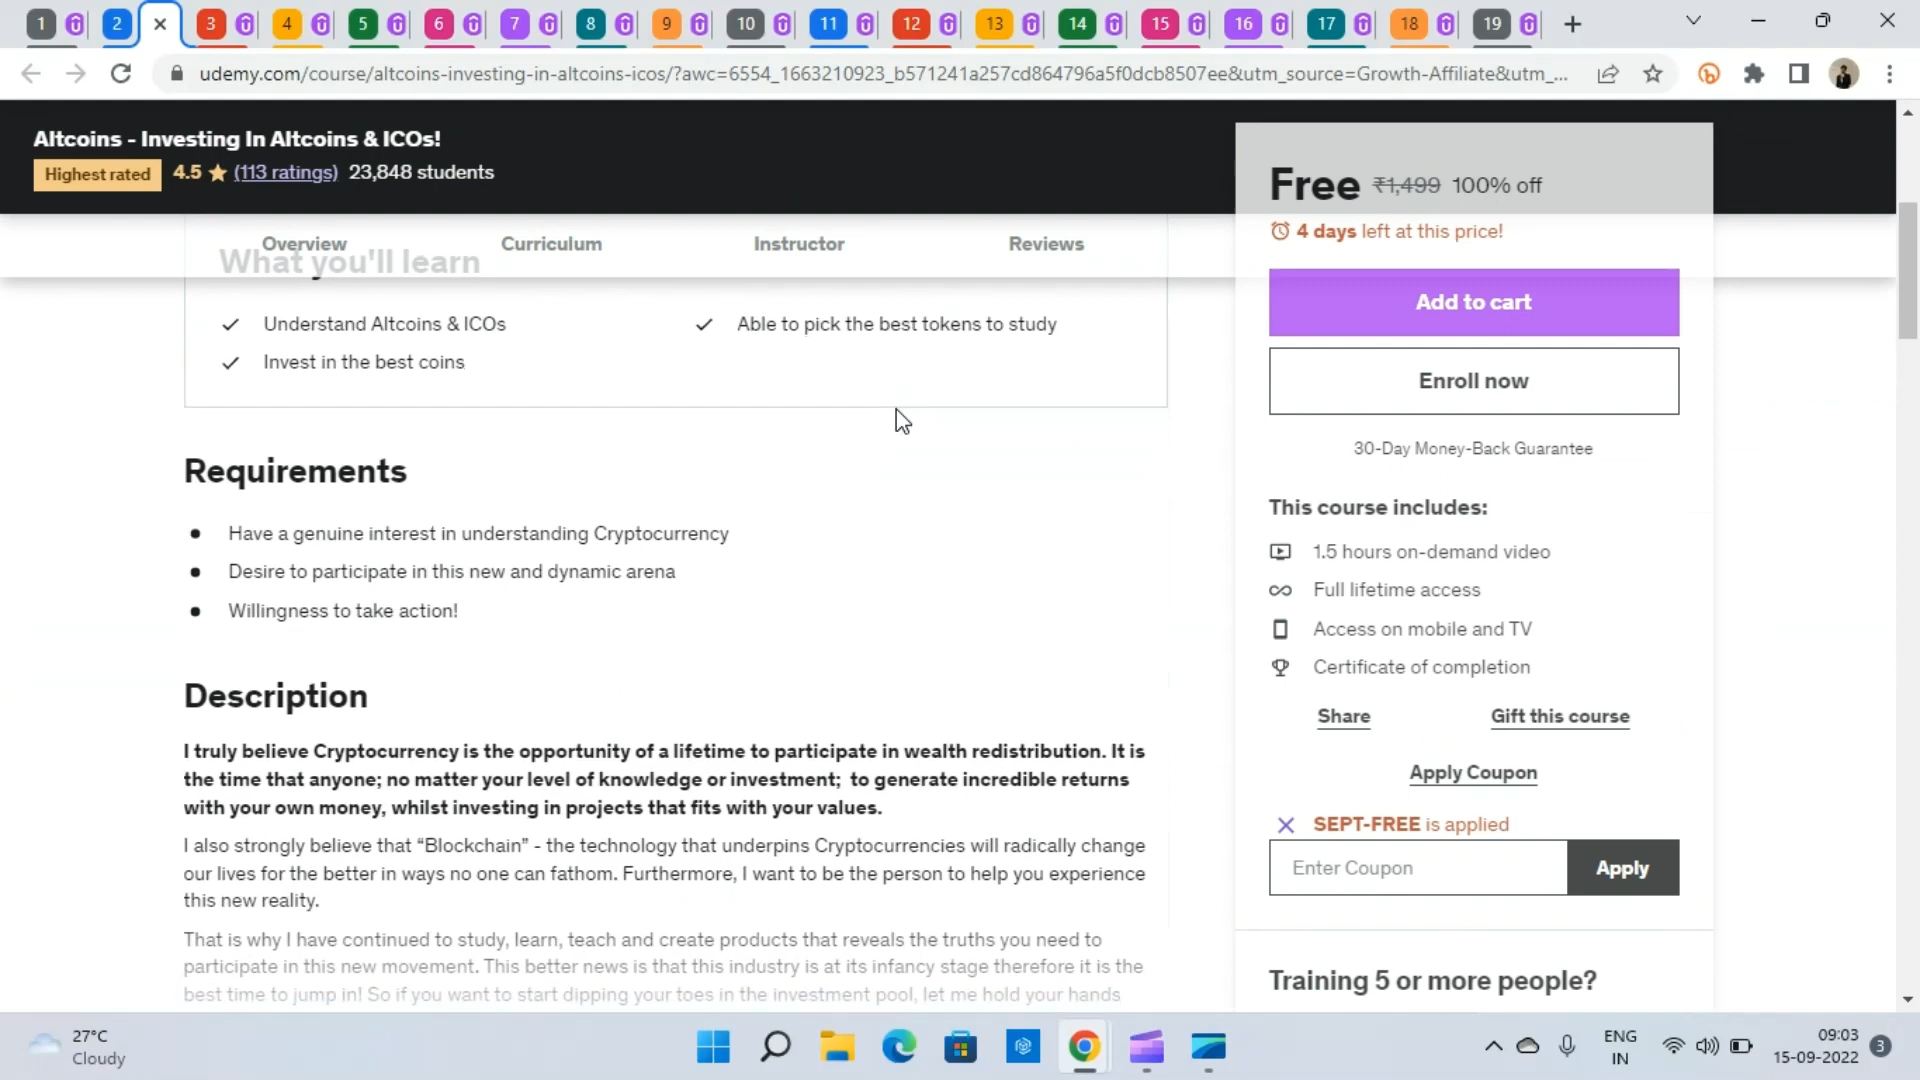 1 2 3 4 5 6 7 8 9 10 11 12 13 14 15 16 17 18 19
udemy.com/course/altcoins-investing-in-altcoins-icos/?awc=6554_1663210923_b571241a257cd864796a5f0dcb8507ee&utm_source=Growth-Affiliate&utm_...
Altcoins - Investing In Altcoins & ICOs!
Highest rated 4.5 (113 ratings) 23,848 students
Overview Curriculum Instructor Reviews
What you'll learn
Understand Altcoins & ICOs
Able to pick the best tokens to study
Invest in the best coins
Requirements
Have a genuine interest in understanding Cryptocurrency
Desire to participate in this new and dynamic arena
Willingness to take action!
Description
I truly believe Cryptocurrency is the opportunity of a lifetime to participate in wealth redistribution. It is
the time that anyone; no matter your level of knowledge or investment; to generate incredible returns
with your own money, whilst investing in projects that fits with your values.
I also strongly believe that “Blockchain” - the technology that underpins Cryptocurrencies will radically change
our lives for the better in ways no one can fathom. Furthermore, I want to be the person to help you experience
this new reality.
That is why I have continued to study, learn, teach and create products that reveals the truths you need to
participate in this new movement. This better news is that this industry is at its infancy stage therefore it is the
best time to jump in! So if you want to start dipping your toes in the investment pool, let me hold your hands
Free ₹1,499 100% off
4 days left at this price!
Add to cart
Enroll now
30-Day Money-Back Guarantee
This course includes:
1.5 hours on-demand video
Full lifetime access
Access on mobile and TV
Certificate of completion
Share Gift this course
Apply Coupon
SEPT-FREE is applied
Enter Coupon Apply
Training 5 or more people?
27°C
Cloudy
ENG
IN
09:03
15-09-2022
3